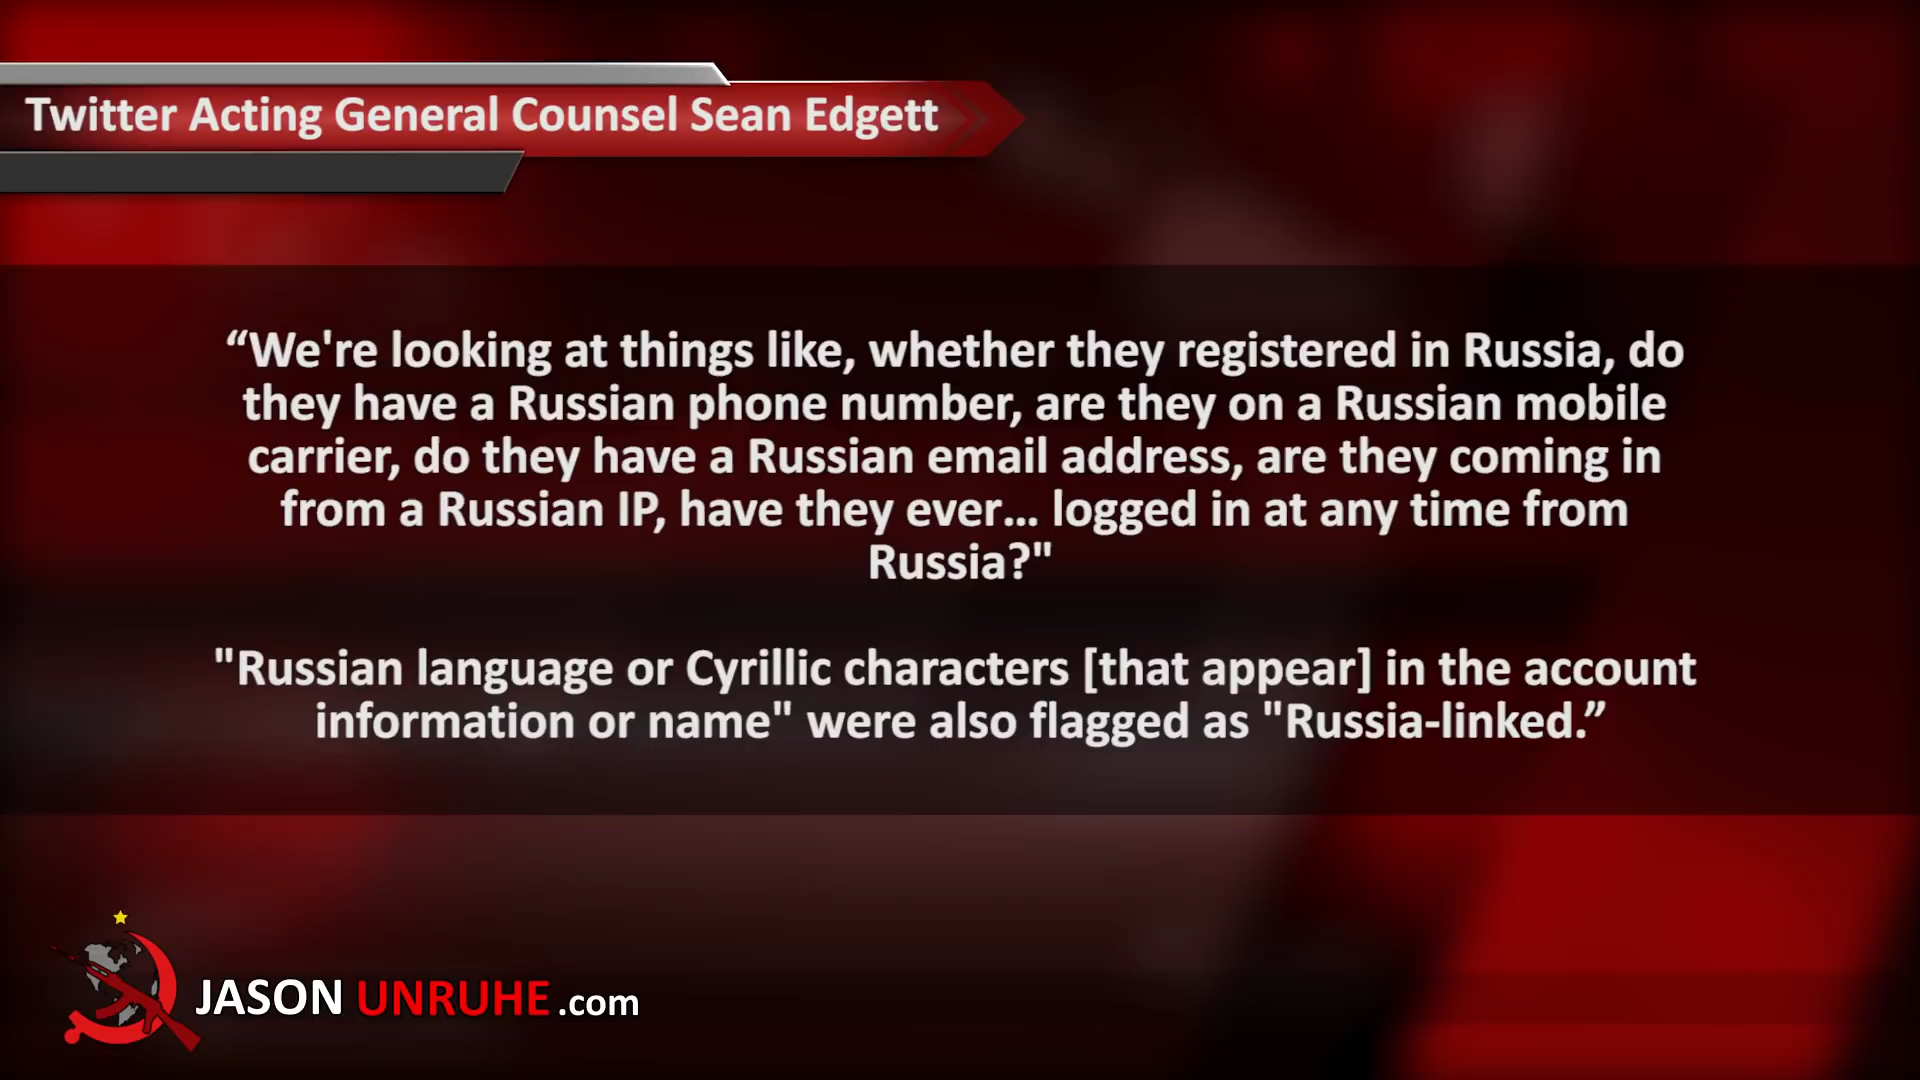 Twitter Acting General Counsel Sean Edgett
“We're looking at things like, whether they registered in Russia, do
they have a Russian phone number, are they on a Russian mobile
carrier, do they have a Russian email address, are they coming in
from a Russian IP, have they ever... logged in at any time from
Russia?"
"Russian language or Cyrillic characters [that appear] in the account
information or name" were also flagged as "Russia-linked.”
JASON UNRUHE .com